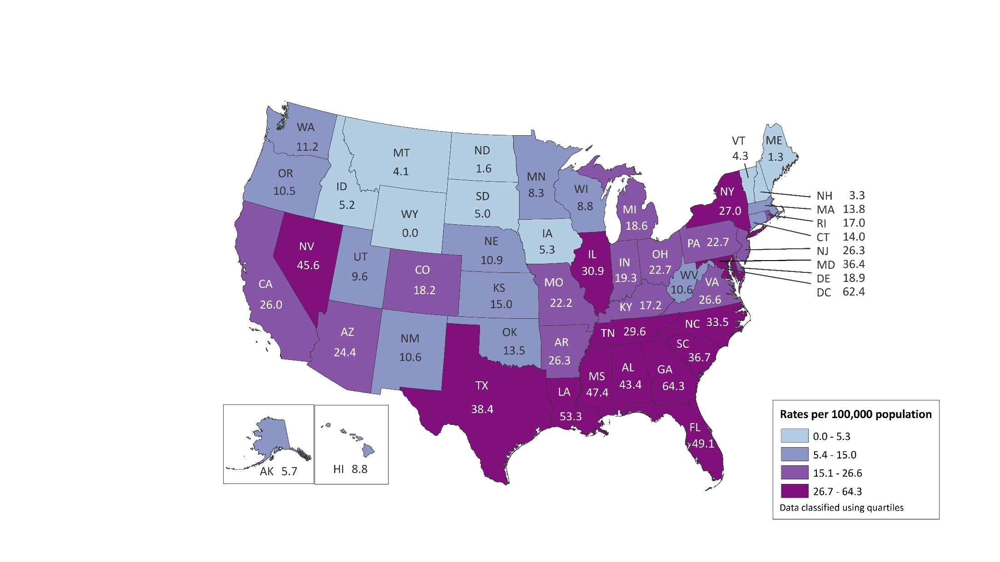 WA
11.2
OR
10.5
CA
26.0
NV
45.6
ID
5.2
MT
4.1
WY
0.0
UT
9.6
AZ
24.4
CO
18.2
NM
10.6
ND
1.6
SD
5.0
NE
10.9
KS
15.0
OK
13.5
TX
38.4
MN
8.3
IA
5.3
MO
22.2
AR
26.3
LA
53.3
WI
8.8
IL
30.9
MI
18.6
IN
19.3
OH
22.7
KY 17.2
TN 29.6
MS
47.4
AL
43.4
GA
64.3
FL
49.1
SC
36.7
NC 33.5
VA
26.6
WV
10.6
PA 22.7
NY
27.0
VT
4.3
ME
1.3
NH 3.3
MA 13.8
RI 17.0
CT 14.0
NJ 26.3
MD 36.4
DE 18.9
DC 62.4
AK 5.7
HI 8.8
Rates per 100,000 population
0.0 - 5.3
5.4 - 15.0
15.1 - 26.6
26.7 - 64.3
Data classified using quartiles